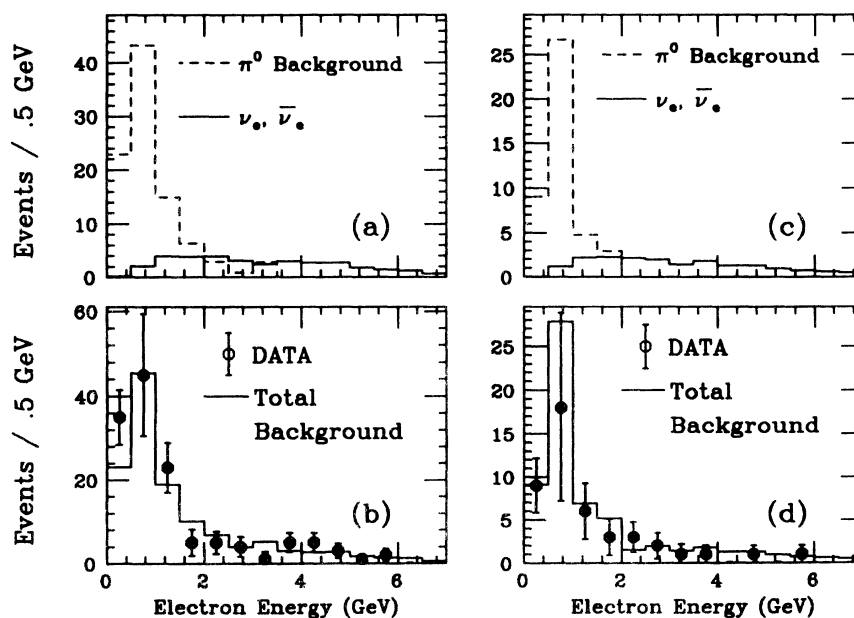 Events / .5 GeV
40
30
20
10
0
π⁰ Background
νₑ, ν̄ₑ
(a)
25
20
15
10
5
0
π⁰ Background
νₑ, ν̄ₑ
(c)
Events / .5 GeV
60
40
20
0
DATA
Total
Background
(b)
2
4
6
Electron Energy (GeV)
25
20
15
10
5
0
DATA
Total
Background
(d)
2
4
6
Electron Energy (GeV)